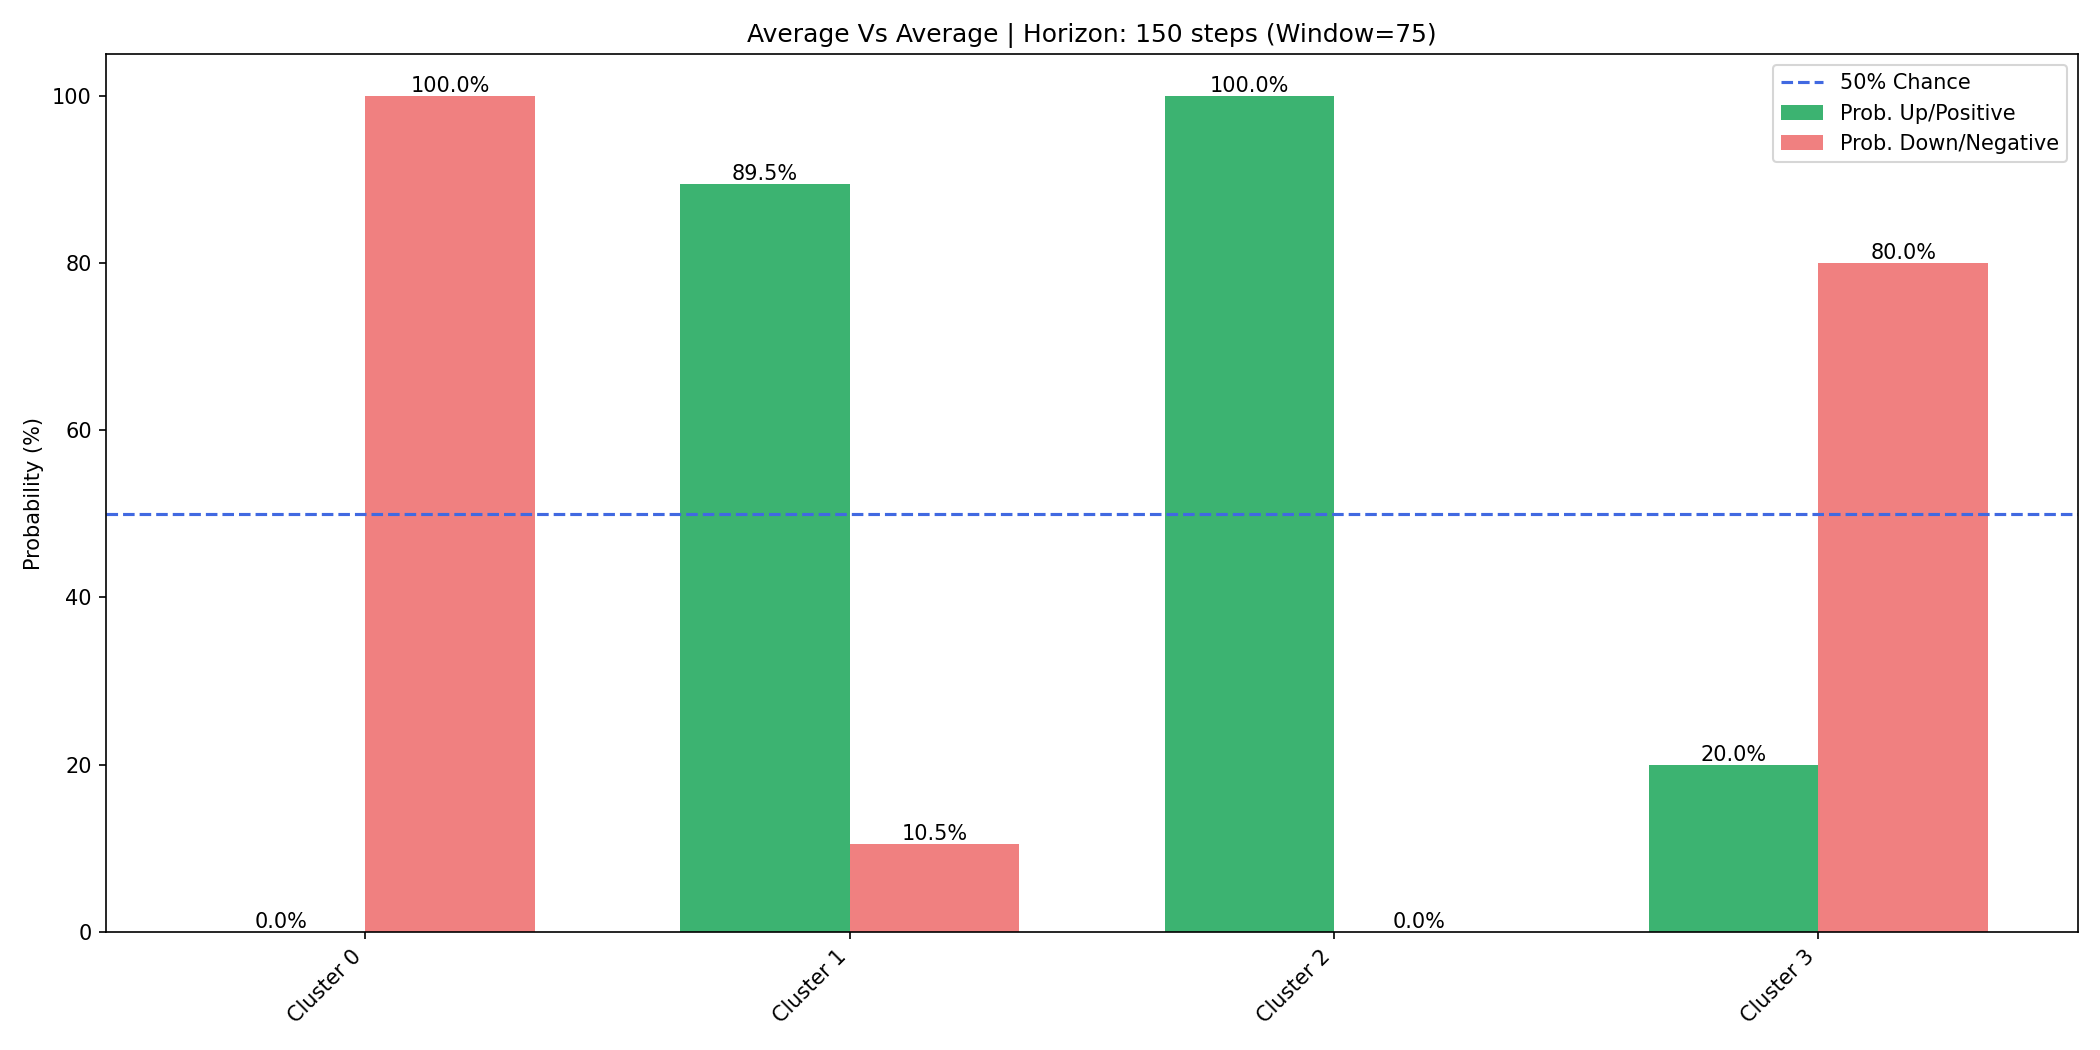 Average Vs Average | Horizon: 150 steps (Window=75)
50% Chance
Prob. Up/Positive
Prob. Down/Negative
Probability (%)
100
80
60
40
20
0
0.0%
100.0%
89.5%
10.5%
100.0%
0.0%
20.0%
80.0%
Cluster 0
Cluster 1
Cluster 2
Cluster 3